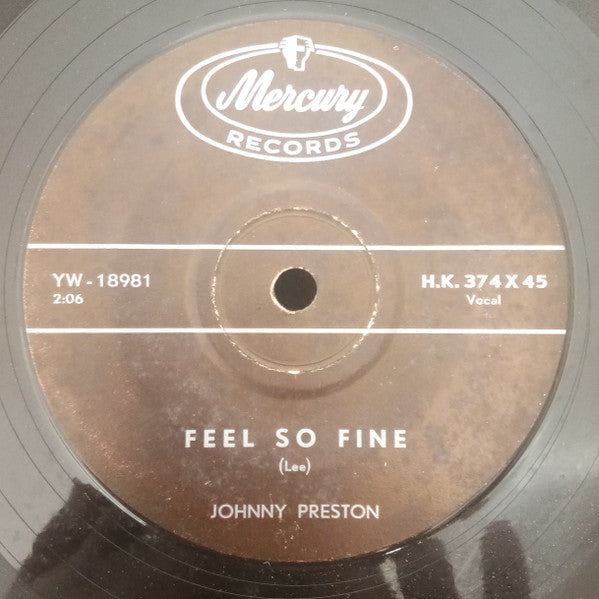 Mercury
RECORDS
YW - 18981
2:06
H.K. 374 X 45
Vocal
FEEL SO FINE
(Lee)
JOHNNY PRESTON